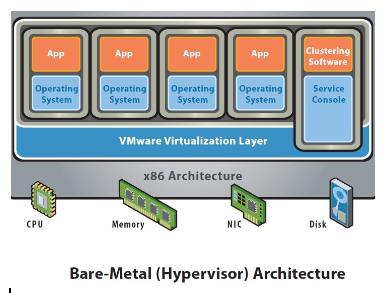 App App App App Clustering
Software
Operating Operating Operating Operating Service
System System System System Console
VMware Virtualization Layer
x86 Architecture
CPU Memory NIC Disk
Bare-Metal (Hypervisor) Architecture